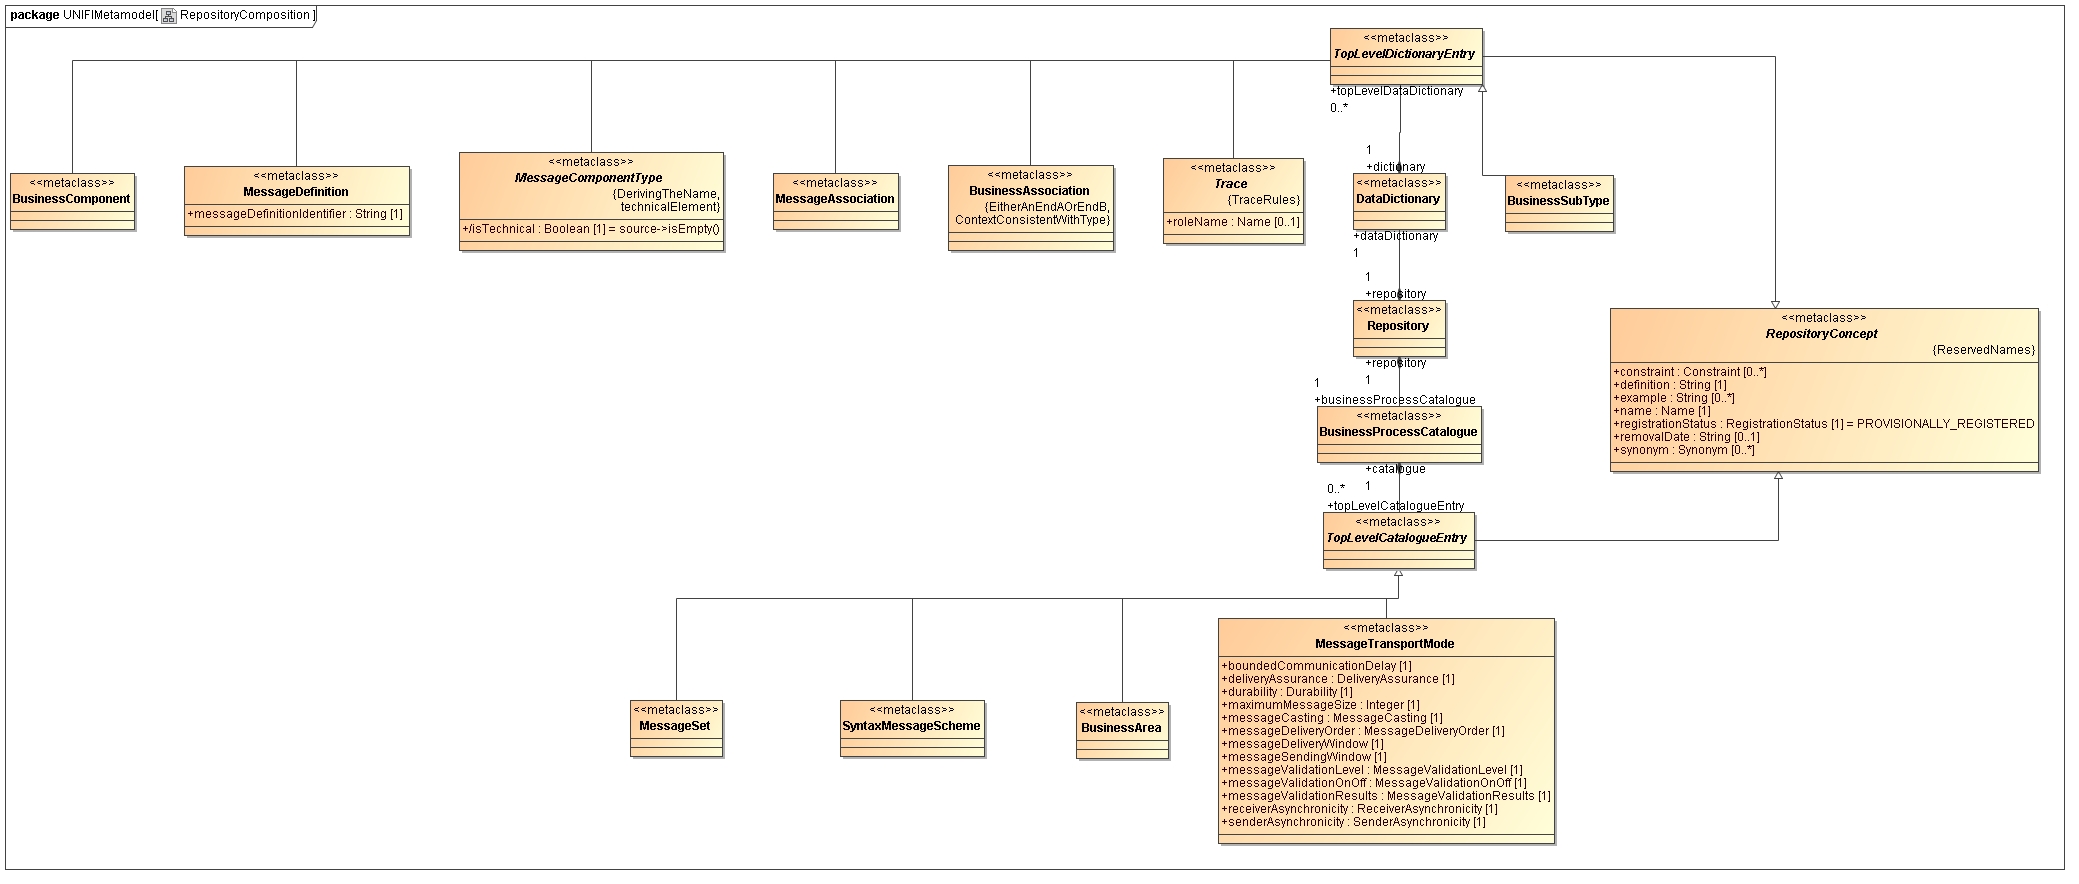 package UNIFIMetamodel[ RepositoryComposition ]
<<metaclass>>
TopLevelDictionaryEntry
+topLevelDataDictionary
0..*
1
+dictionary
<<metaclass>>
BusinessComponent
<<metaclass>>
MessageDefinition
+messageDefinitionIdentifier : String [1]
<<metaclass>>
MessageComponentType
{DerivingTheName,
technicalElement}
+/isTechnical : Boolean [1] = source->isEmpty()
<<metaclass>>
MessageAssociation
<<metaclass>>
BusinessAssociation
{EitherAnEndAOrEndB,
ContextConsistentWithType}
<<metaclass>>
Trace
{TraceRules}
+roleName : Name [0..1]
<<metaclass>>
DataDictionary
+dataDictionary
1
<<metaclass>>
BusinessSubType
1
+repository
<<metaclass>>
Repository
+repository
1
<<metaclass>>
RepositoryConcept
{ReservedNames}
+constraint : Constraint [0..*]
+definition : String [1]
+example : String [0..*]
+name : Name [1]
+registrationStatus : RegistrationStatus [1] = PROVISIONALLY_REGISTERED
+removalDate : String [0..1]
+synonym : Synonym [0..*]
1
+businessProcessCatalogue
<<metaclass>>
BusinessProcessCatalogue
+catalogue
1
0..*
+topLevelCatalogueEntry
<<metaclass>>
TopLevelCatalogueEntry
<<metaclass>>
MessageSet
<<metaclass>>
SyntaxMessageScheme
<<metaclass>>
BusinessArea
<<metaclass>>
MessageTransportMode
+boundedCommunicationDelay [1]
+deliveryAssurance : DeliveryAssurance [1]
+durability : Durability [1]
+maximumMessageSize : Integer [1]
+messageCasting : MessageCasting [1]
+messageDeliveryOrder : MessageDeliveryOrder [1]
+messageDeliveryWindow [1]
+messageSendingWindow [1]
+messageValidationLevel : MessageValidationLevel [1]
+messageValidationOnOff : MessageValidationOnOff [1]
+messageValidationResults : MessageValidationResults [1]
+receiverAsynchronicity : ReceiverAsynchronicity [1]
+senderAsynchronicity : SenderAsynchronicity [1]